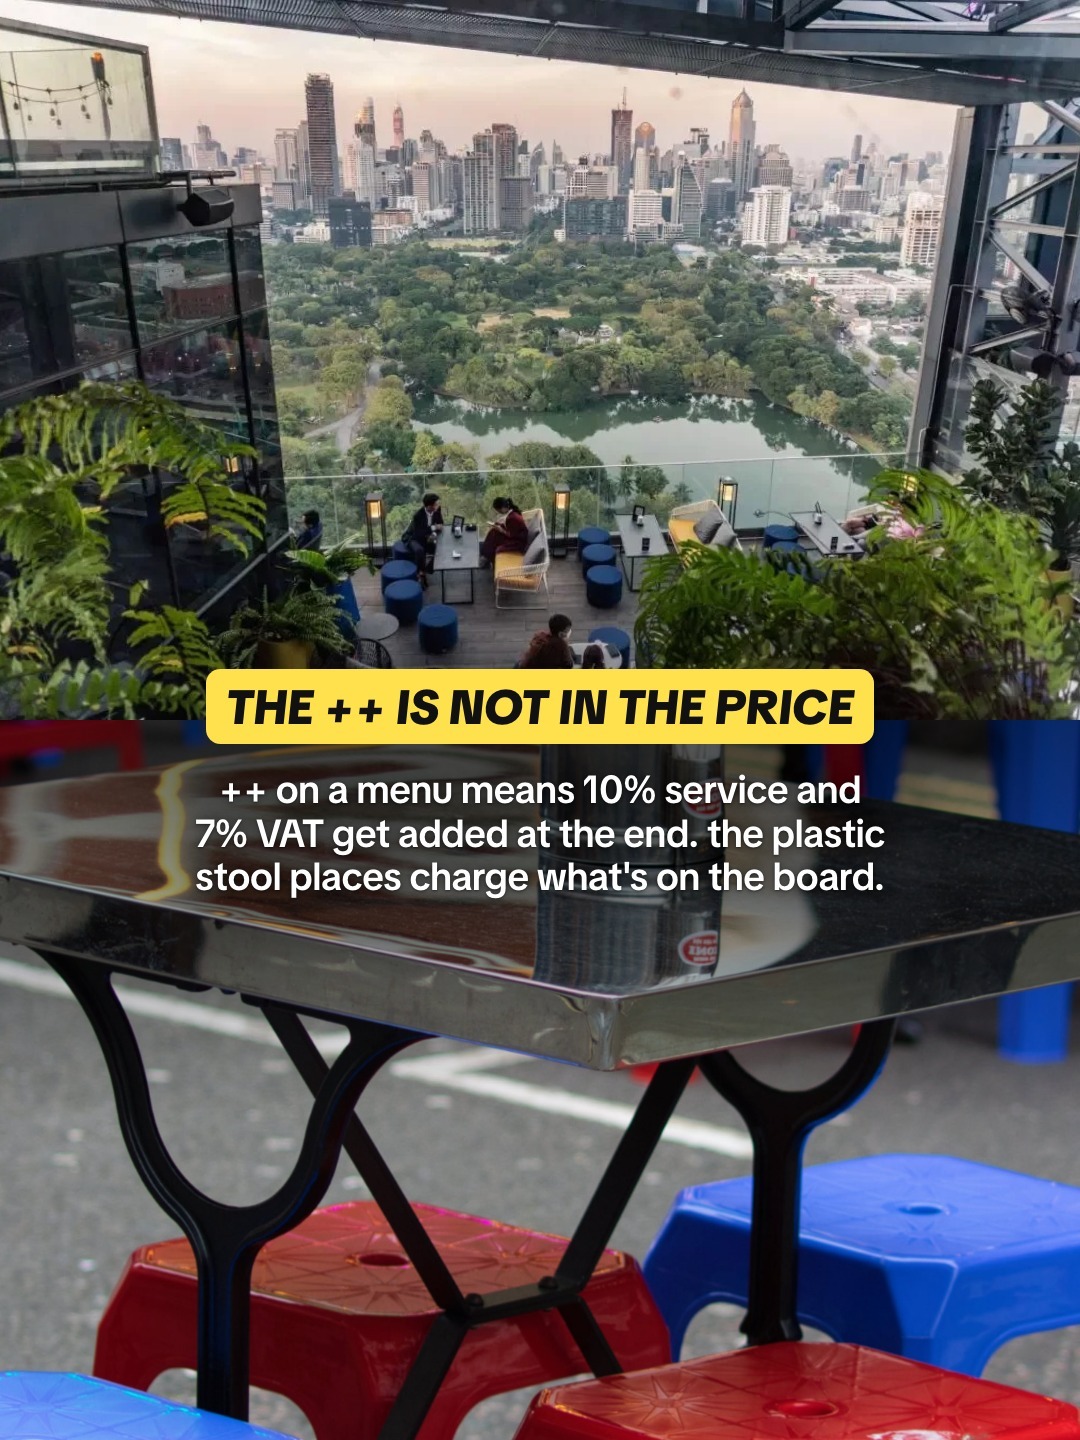 THE ++ IS NOT IN THE PRICE
++ on a menu means 10% service and
7% VAT get added at the end. the plastic
stool places charge what's on the board.